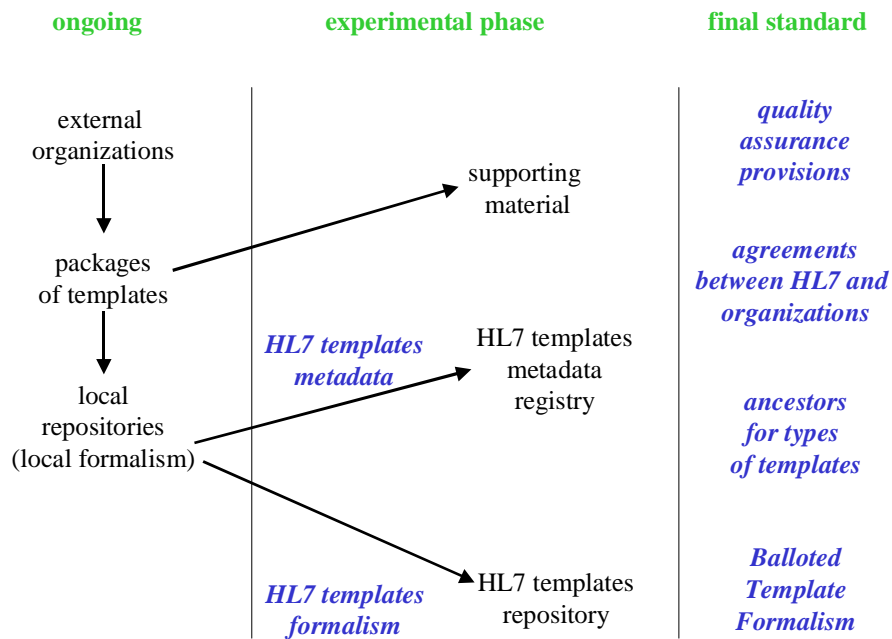 ongoing
experimental phase
final standard
external
organizations
packages
of templates
local
repositories
(local formalism)
supporting
material
HL7 templates
metadata
HL7 templates
metadata
registry
HL7 templates
formalism
HL7 templates
repository
quality
assurance
provisions
agreements
between HL7 and
organizations
ancestors
for types
of templates
Balloted
Template
Formalism